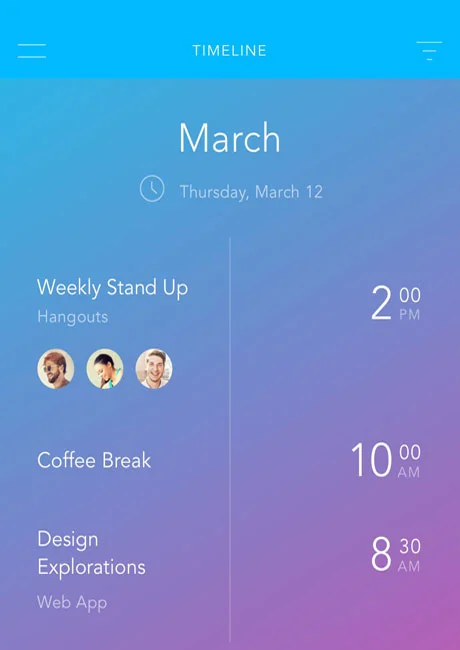 TIMELINE
March
Thursday, March 12
Weekly Stand Up
Hangouts
2 00 PM
Coffee Break
10 00 AM
Design
Explorations
Web App
8 30 AM